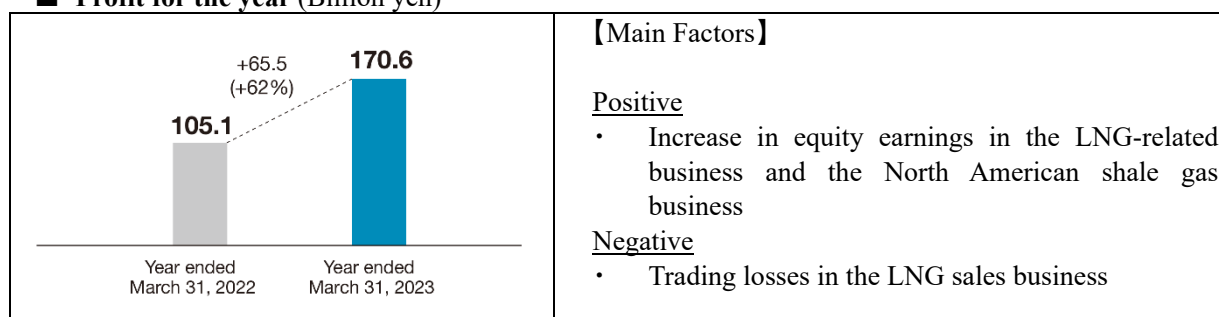 ■ Profit for the year (Billion yen)
+65.5
(+62%)
170.6
105.1
Year ended
March 31, 2022
Year ended
March 31, 2023
【Main Factors】
Positive
・ Increase in equity earnings in the LNG-related
business and the North American shale gas
business
Negative
・ Trading losses in the LNG sales business